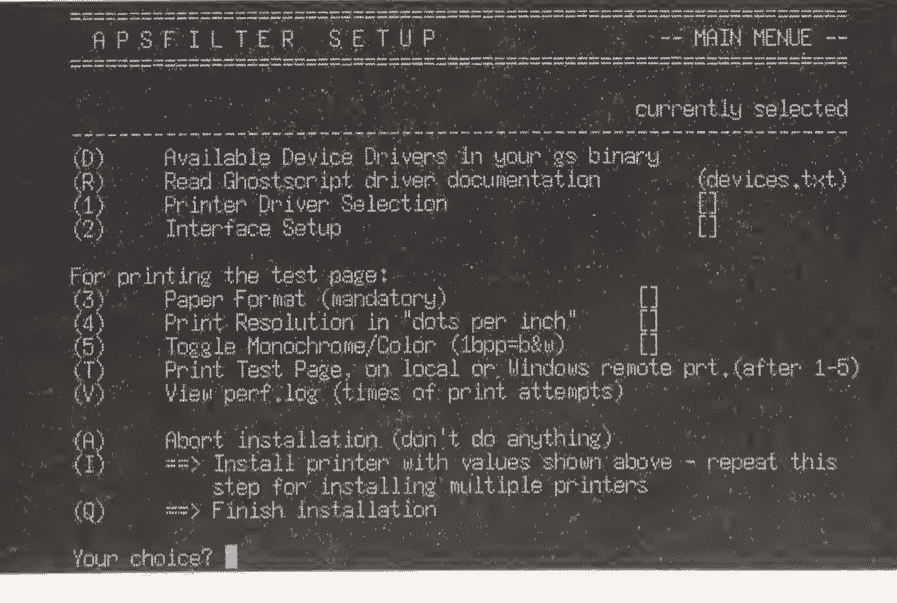 APSFILTER SETUP -- MAIN MENUE --
currently selected
(D) Available Device Drivers in your gs binary
(R) Read Ghostscript driver documentation (devices.txt)
(1) Printer Driver Selection []
(2) Interface Setup []
For printing the test page:
(3) Paper Format (mandatory) []
(4) Print Resolution in "dots per inch" []
(5) Toggle Monochrome/Color (1bpp=b&w) []
(T) Print Test Page, on local or Windows remote prt.(after 1-5)
(V) View perf.log (times of print attempts)
(A) Abort installation (don't do anything)
(I) ==> Install printer with values shown above - repeat this
step for installing multiple printers
(Q) ==> Finish installation
Your choice?